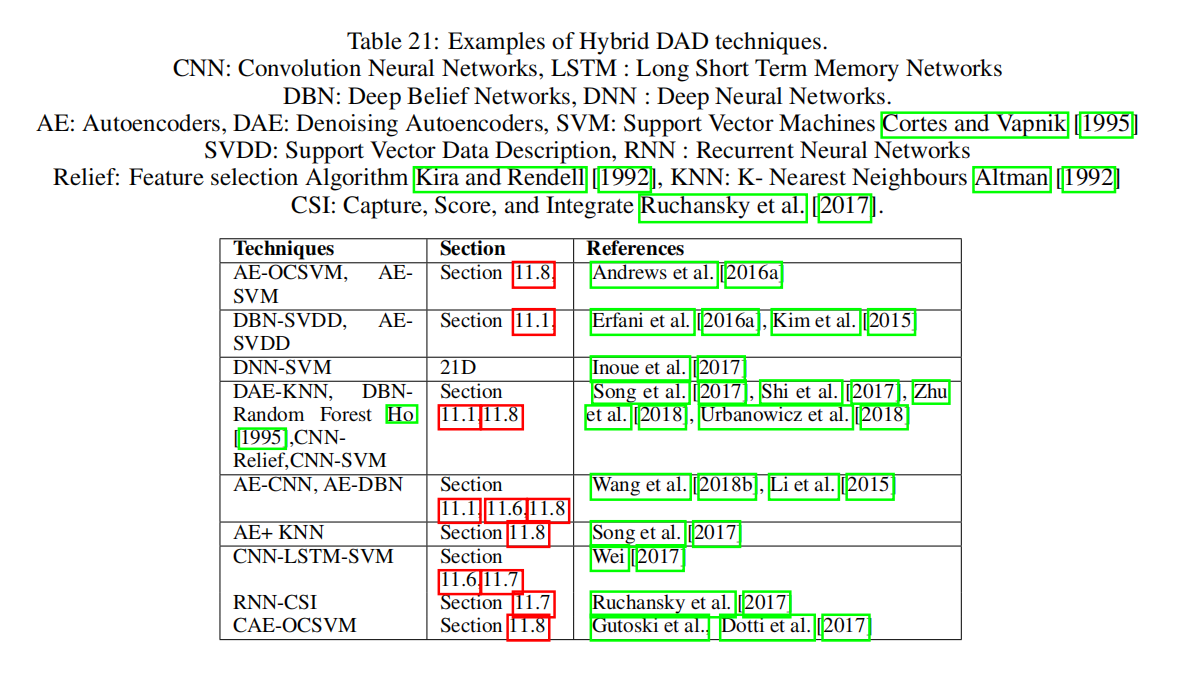 Table 21: Examples of Hybrid DAD techniques.
CNN: Convolution Neural Networks, LSTM : Long Short Term Memory Networks
DBN: Deep Belief Networks, DNN : Deep Neural Networks.
AE: Autoencoders, DAE: Denoising Autoencoders, SVM: Support Vector Machines Cortes and Vapnik [1995]
SVDD: Support Vector Data Description, RNN : Recurrent Neural Networks
Relief: Feature selection Algorithm Kira and Rendell [1992], KNN: K- Nearest Neighbours Altman [1992]
CSI: Capture, Score, and Integrate Ruchansky et al. [2017].
Techniques Section References
AE-OCSVM, AE- Section 11.8, Andrews et al. [2016a]
SVM
DBN-SVDD, AE- Section 11.1, Erfani et al. [2016a], Kim et al. [2015]
SVDD
DNN-SVM 21D Inoue et al. [2017]
DAE-KNN, DBN- Section Song et al. [2017], Shi et al. [2017], Zhu
Random Forest Ho 11.1,11.8 et al. [2018], Urbanowicz et al. [2018]
[1995],CNN-
Relief,CNN-SVM
AE-CNN, AE-DBN Section Wang et al. [2018b], Li et al. [2015]
11.1, 11.6,11.8
AE+ KNN Section 11.8 Song et al. [2017]
CNN-LSTM-SVM Section Wei [2017]
11.6,11.7
RNN-CSI Section 11.7 Ruchansky et al. [2017]
CAE-OCSVM Section 11.8 Gutoski et al., Dotti et al. [2017]